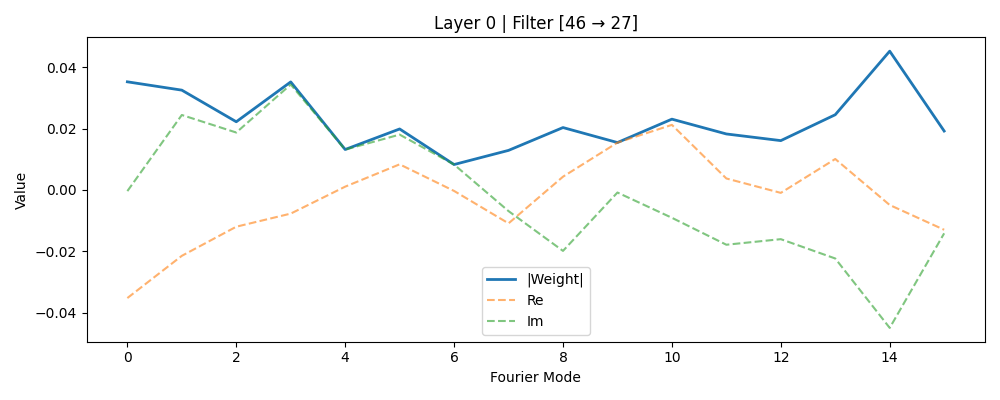 Layer 0 | Filter [46 → 27]
Value
0.04
0.02
0.00
−0.02
−0.04
|Weight|
Re
Im
0 2 4 6 8 10 12 14
Fourier Mode